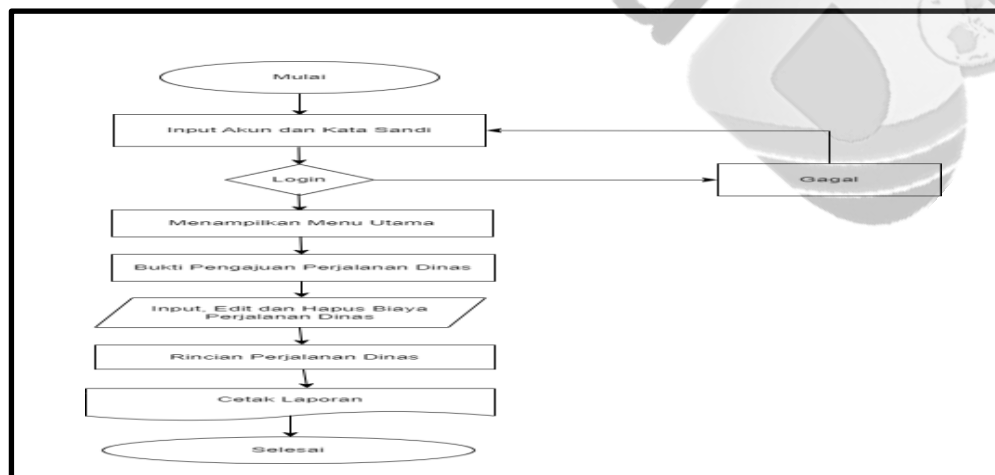 Mulai
Input Akun dan Kata Sandi
Login
Gagal
Menampilkan Menu Utama
Bukti Pengajuan Perjalanan Dinas
Input, Edit dan Hapus Biaya
Perjalanan Dinas
Rincian Perjalanan Dinas
Cetak Laporan
Selesai